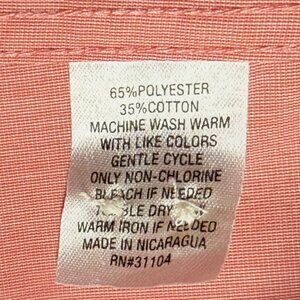 65%POLYESTER
35%COTTON
MACHINE WASH WARM
WITH LIKE COLORS
GENTLE CYCLE
ONLY NON-CHLORINE
BLEACH IF NEEDED
DRY
WARM IRON IF NEEDED
MADE IN NICARAGUA
RN#31104